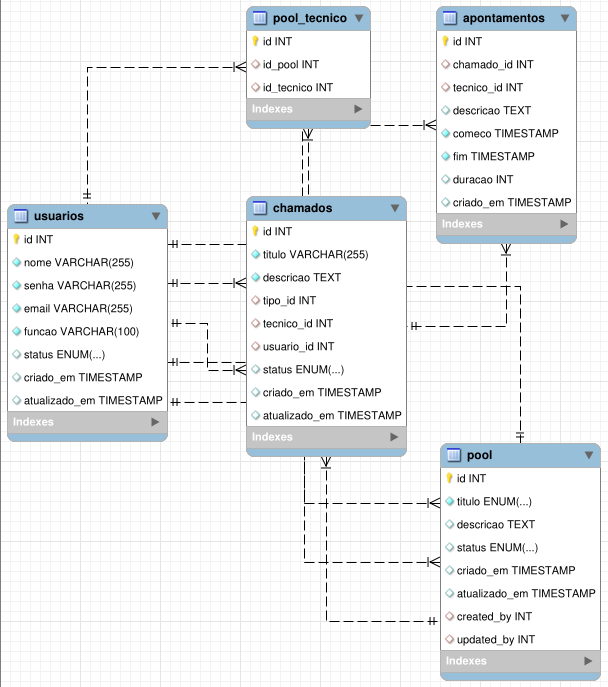 pool_tecnico
id INT
id_pool INT
id_tecnico INT
Indexes
apontamentos
id INT
chamado_id INT
tecnico_id INT
descricao TEXT
comeco TIMESTAMP
fim TIMESTAMP
duracao INT
criado_em TIMESTAMP
Indexes
usuarios
id INT
nome VARCHAR(255)
senha VARCHAR(255)
email VARCHAR(255)
funcao VARCHAR(100)
status ENUM(...)
criado_em TIMESTAMP
atualizado_em TIMESTAMP
Indexes
chamados
id INT
titulo VARCHAR(255)
descricao TEXT
tipo_id INT
tecnico_id INT
usuario_id INT
status ENUM(...)
criado_em TIMESTAMP
atualizado_em TIMESTAMP
Indexes
pool
id INT
titulo ENUM(...)
descricao TEXT
status ENUM(...)
criado_em TIMESTAMP
atualizado_em TIMESTAMP
created_by INT
updated_by INT
Indexes